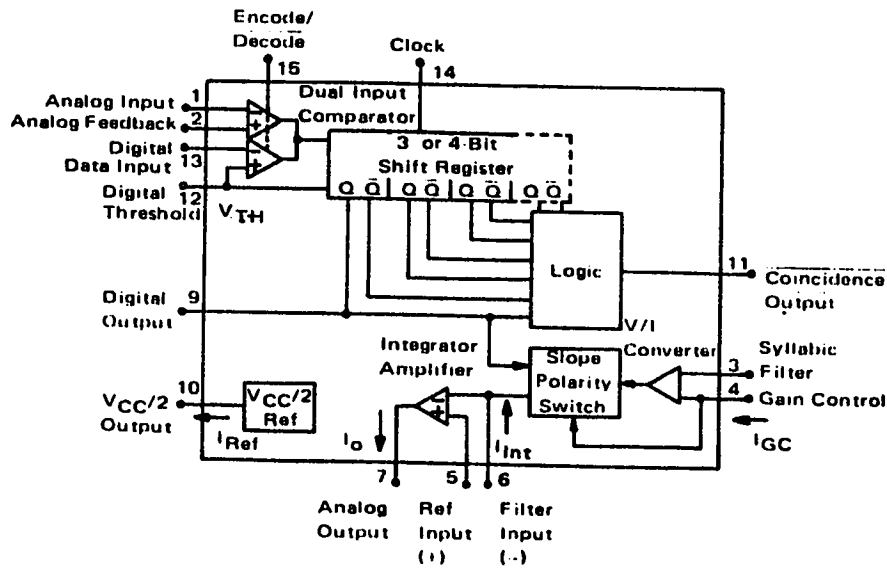 Encode/
Decode
15
Clock
14
1
Analog Input
2
Analog Feedback
Digital
13
Data Input
12
Digital
Threshold
VTH
Dual Input
Comparator
3 or 4-Bit
Shift Register
Q Q̅ Q Q̅ Q Q̅ Q Q̅
Logic
11
Coincidence
Output
9
Digital
Output
V/I
Converter
Integrator
Amplifier
Slope
Polarity
Switch
3
Syllabic
Filter
4
Gain Control
IGC
10
VCC/2
Output
VCC/2
Ref
IRef
Io
IInt
- +
7
5
6
Analog
Output
Ref
Input
(+)
Filter
Input
(-)